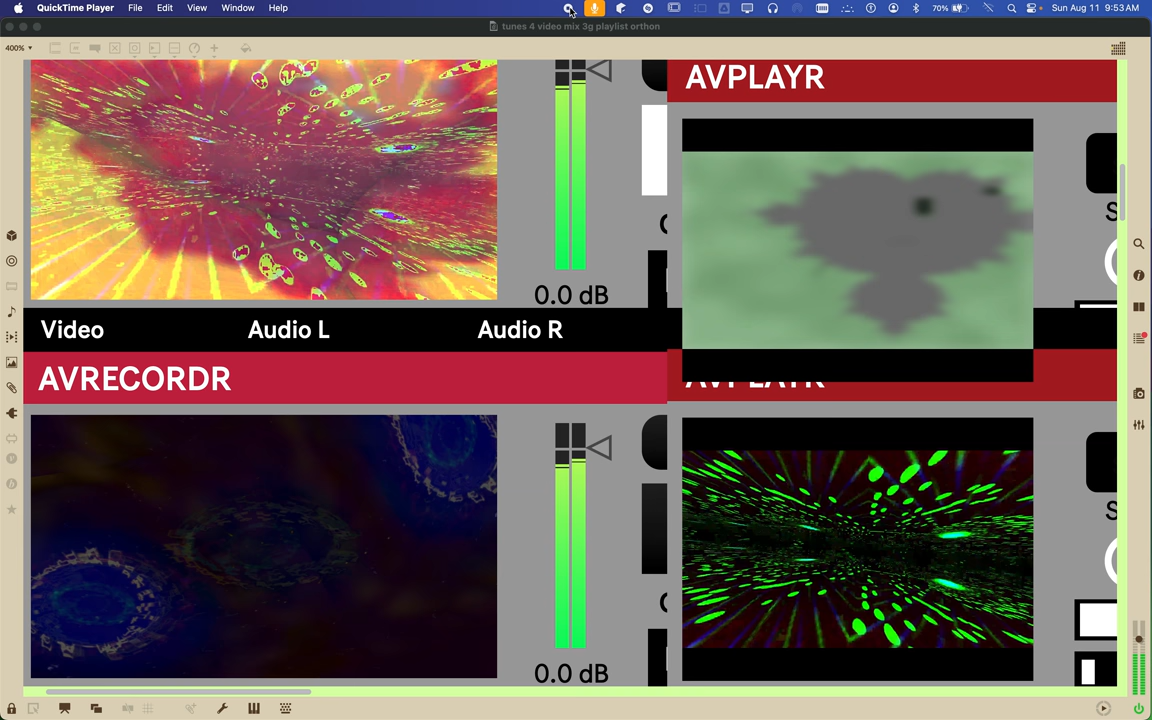 QuickTime Player File Edit View Window Help 70% Sun Aug 11 9:53 AM
tunes 4 video mix 3g playlist orthon
400%
AVPLAYR
S
0.0 dB
Video Audio L Audio R
AVRECORDR
AVPLAYR
S
0.0 dB